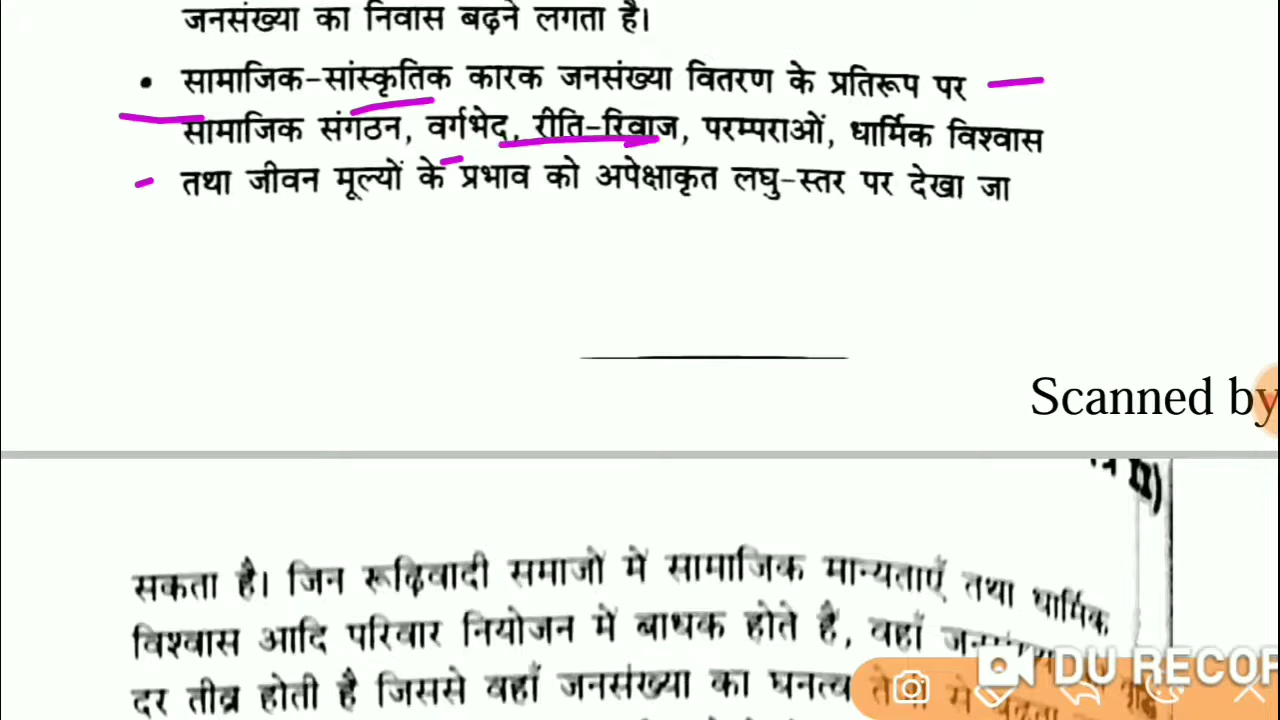 जनसंख्या का निवास बढ़ने लगता है।
• सामाजिक-सांस्कृतिक कारक जनसंख्या वितरण के प्रतिरूप पर
सामाजिक संगठन, वर्गभेद, रीति-रिवाज, परम्पराओं, धार्मिक विश्वास
तथा जीवन मूल्यों के प्रभाव को अपेक्षाकृत लघु-स्तर पर देखा जा
Scanned by
II)
सकता है। जिन रूढ़िवादी समाजों में सामाजिक मान्यताएँ तथा धार्मिक
विश्वास आदि परिवार नियोजन में बाधक होते है, वहाँ
DU RECOR
दर तीव्र होती है जिससे वहाँ जनसंख्या का घनत्व